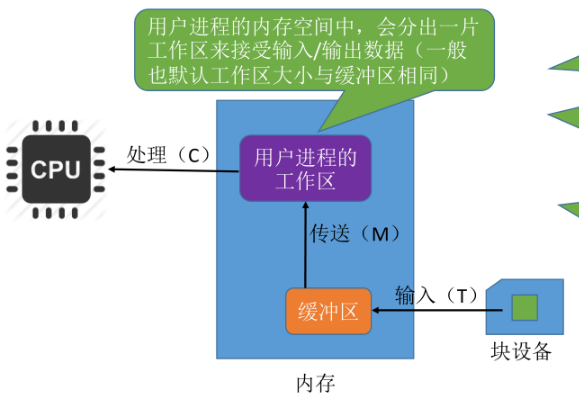 用户进程的内存空间中，会分出一片
工作区来接受输入/输出数据（一般
也默认工作区大小与缓冲区相同）
处理（C）
CPU
用户进程的
工作区
传送（M）
输入（T）
缓冲区
块设备
内存